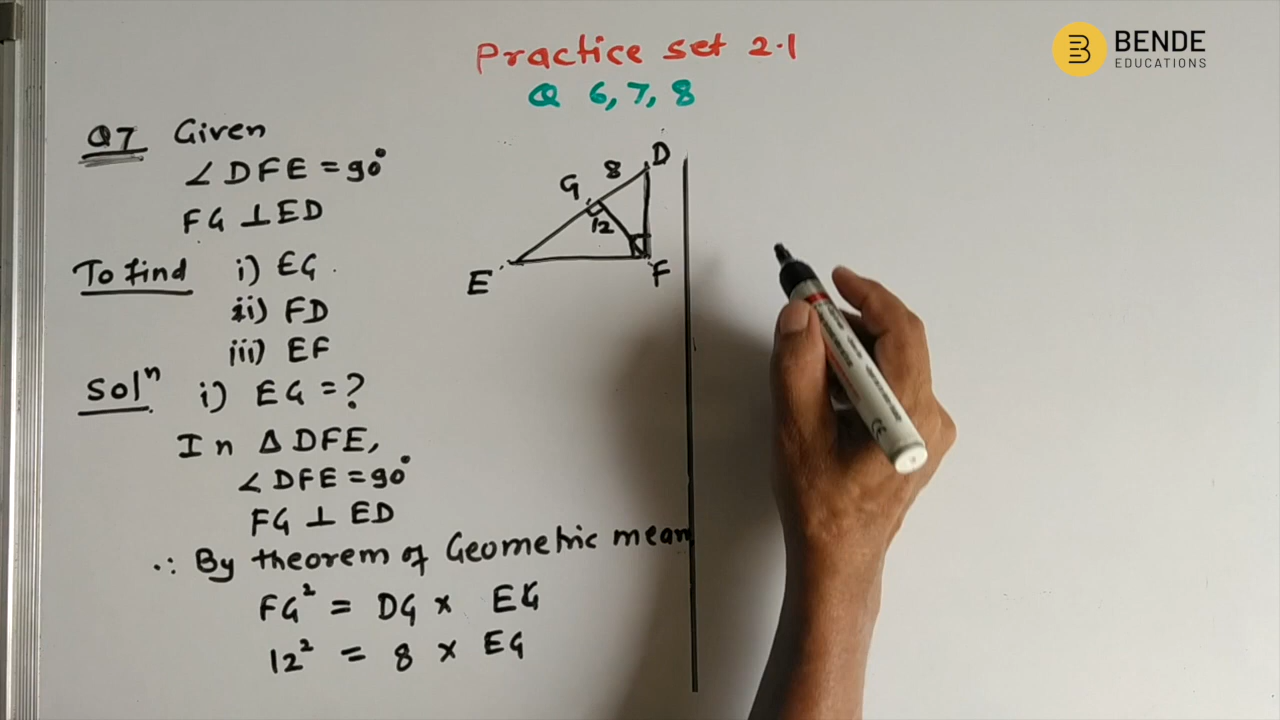 Practice set 2.1
Q 6, 7, 8
BENDE
EDUCATIONS
Q7 Given
∠DFE = 90°
FG ⊥ ED
To find i) EG
ii) FD
iii) EF
Solⁿ i) EG = ?
In Δ DFE,
∠DFE = 90°
FG ⊥ ED
∴ By theorem of Geometric mean
FG² = DG × EG
12² = 8 × EG
D
8
G
12
E
F